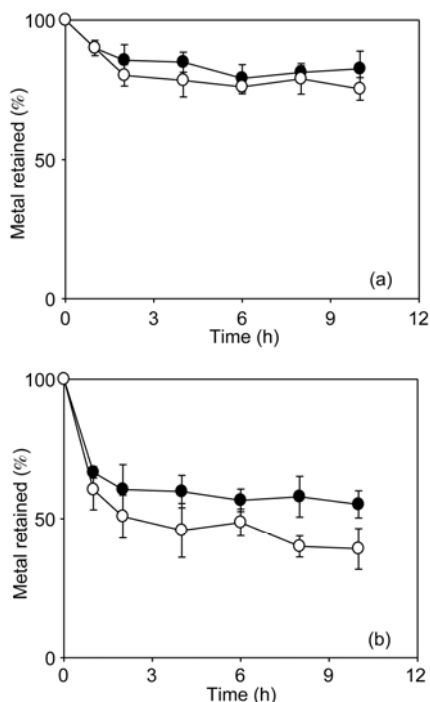 100
50
0
Metal retained (%)
(a)
0 3 6 9 12
Time (h)
100
50
0
Metal retained (%)
(b)
0 3 6 9 12
Time (h)